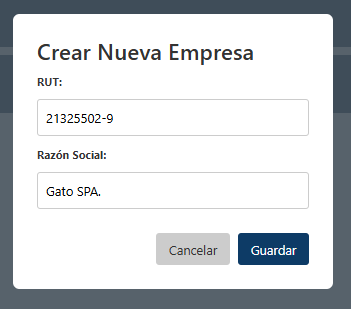 Crear Nueva Empresa
RUT:
21325502-9
Razón Social:
Gato SPA.
Cancelar Guardar